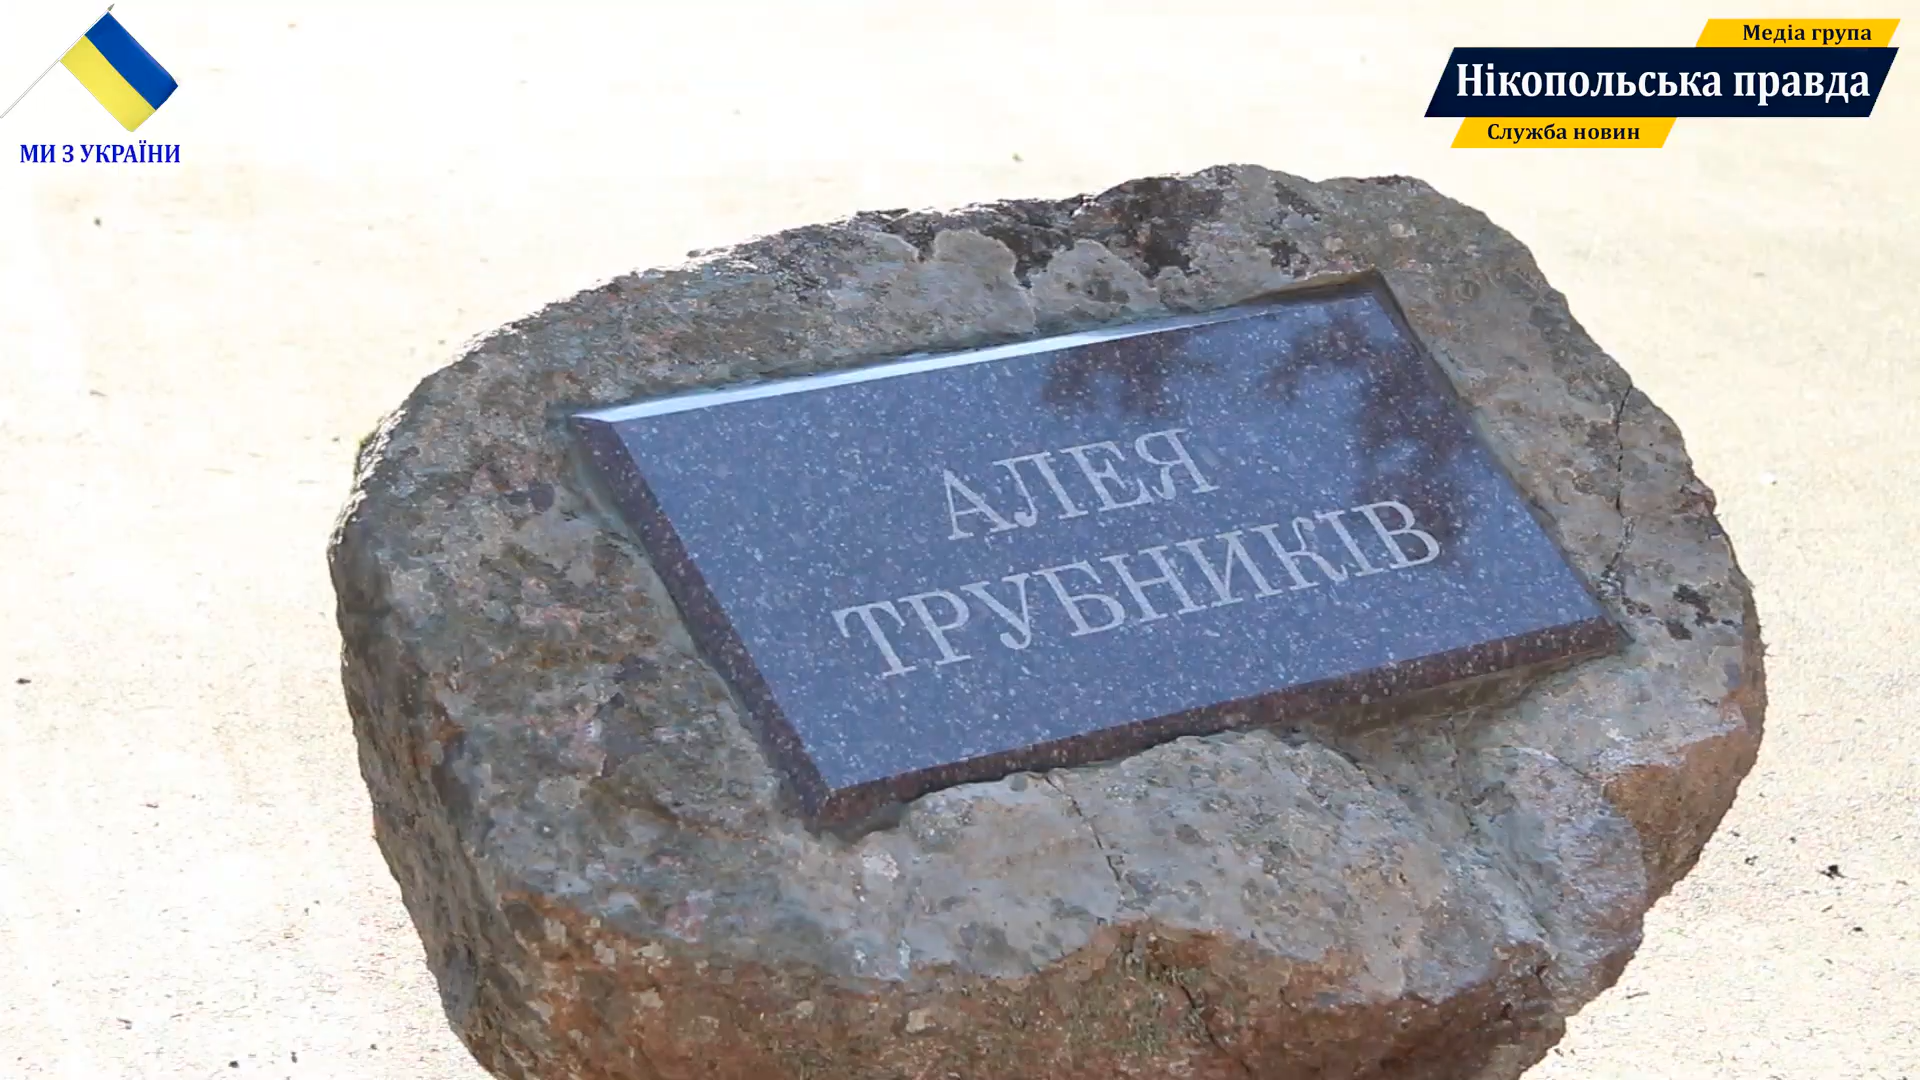 МИ З УКРАЇНИ
Медіа група
Нікопольська правда
Служба новин
АЛЕЯ
ТРУБНИКІВ